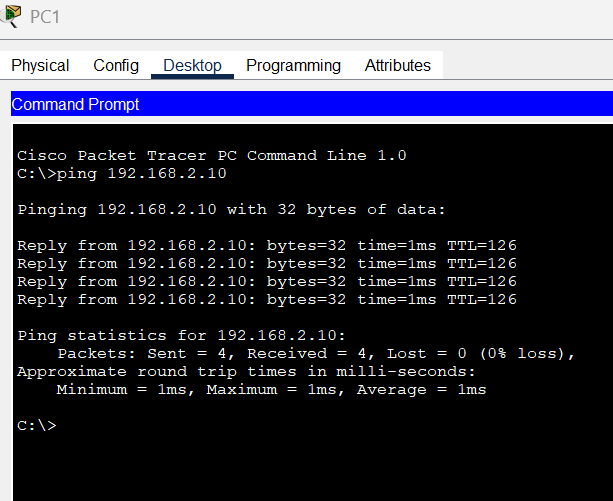 PC1
Physical Config Desktop Programming Attributes
Command Prompt
Cisco Packet Tracer PC Command Line 1.0
C:\>ping 192.168.2.10
Pinging 192.168.2.10 with 32 bytes of data:
Reply from 192.168.2.10: bytes=32 time=1ms TTL=126
Reply from 192.168.2.10: bytes=32 time=1ms TTL=126
Reply from 192.168.2.10: bytes=32 time=1ms TTL=126
Reply from 192.168.2.10: bytes=32 time=1ms TTL=126
Ping statistics for 192.168.2.10:
    Packets: Sent = 4, Received = 4, Lost = 0 (0% loss),
Approximate round trip times in milli-seconds:
    Minimum = 1ms, Maximum = 1ms, Average = 1ms
C:\>